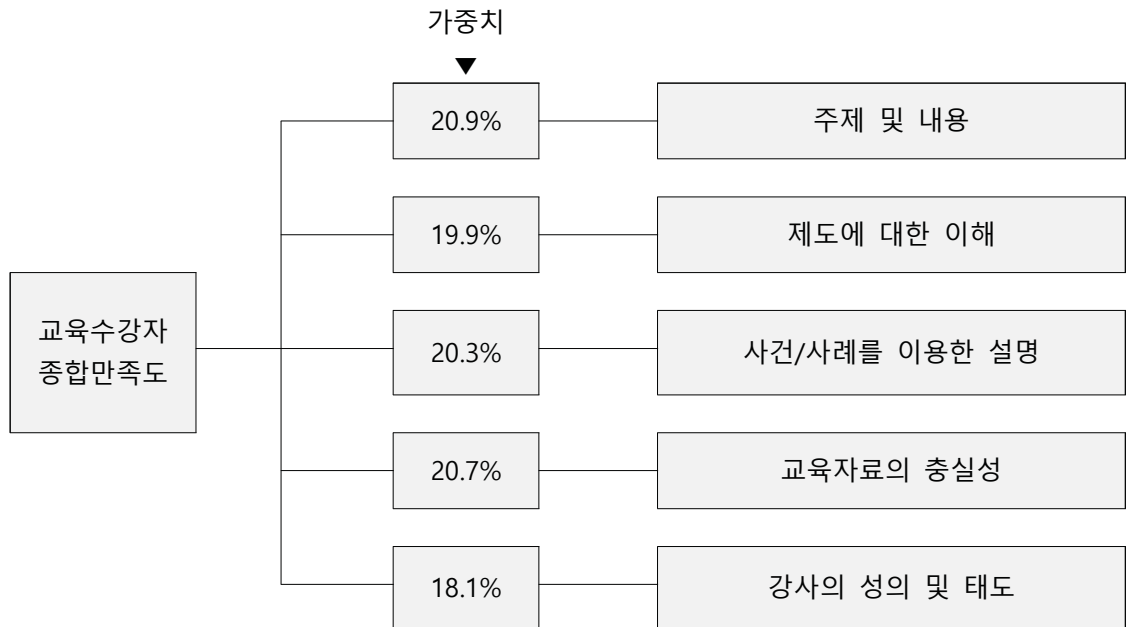 가중치
▼
20.9%
주제 및 내용
19.9%
제도에 대한 이해
교육수강자
종합만족도
20.3%
사건/사례를 이용한 설명
20.7%
교육자료의 충실성
18.1%
강사의 성의 및 태도